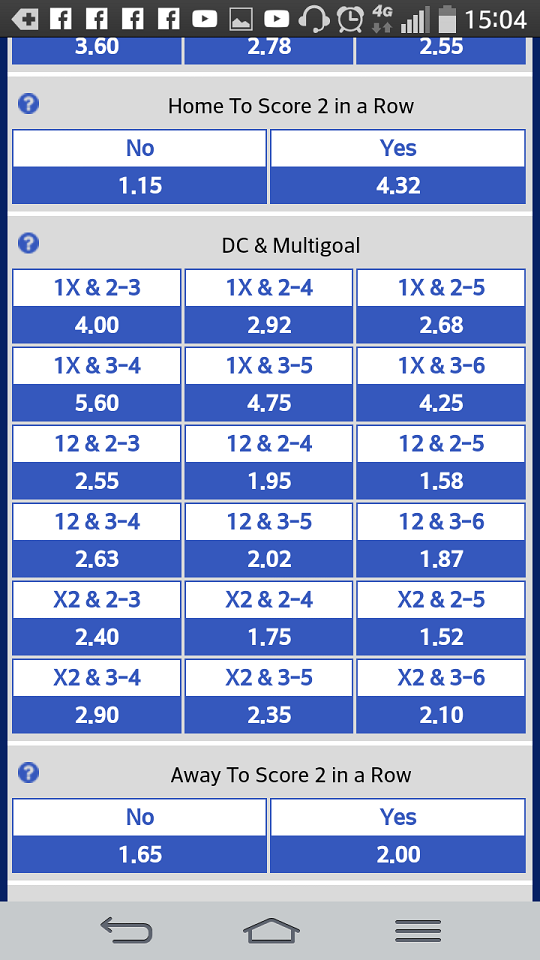 4G 15:04
3.60 2.78 2.55
? Home To Score 2 in a Row
No Yes
1.15 4.32
? DC & Multigoal
1X & 2-3 1X & 2-4 1X & 2-5
4.00 2.92 2.68
1X & 3-4 1X & 3-5 1X & 3-6
5.60 4.75 4.25
12 & 2-3 12 & 2-4 12 & 2-5
2.55 1.95 1.58
12 & 3-4 12 & 3-5 12 & 3-6
2.63 2.02 1.87
X2 & 2-3 X2 & 2-4 X2 & 2-5
2.40 1.75 1.52
X2 & 3-4 X2 & 3-5 X2 & 3-6
2.90 2.35 2.10
? Away To Score 2 in a Row
No Yes
1.65 2.00